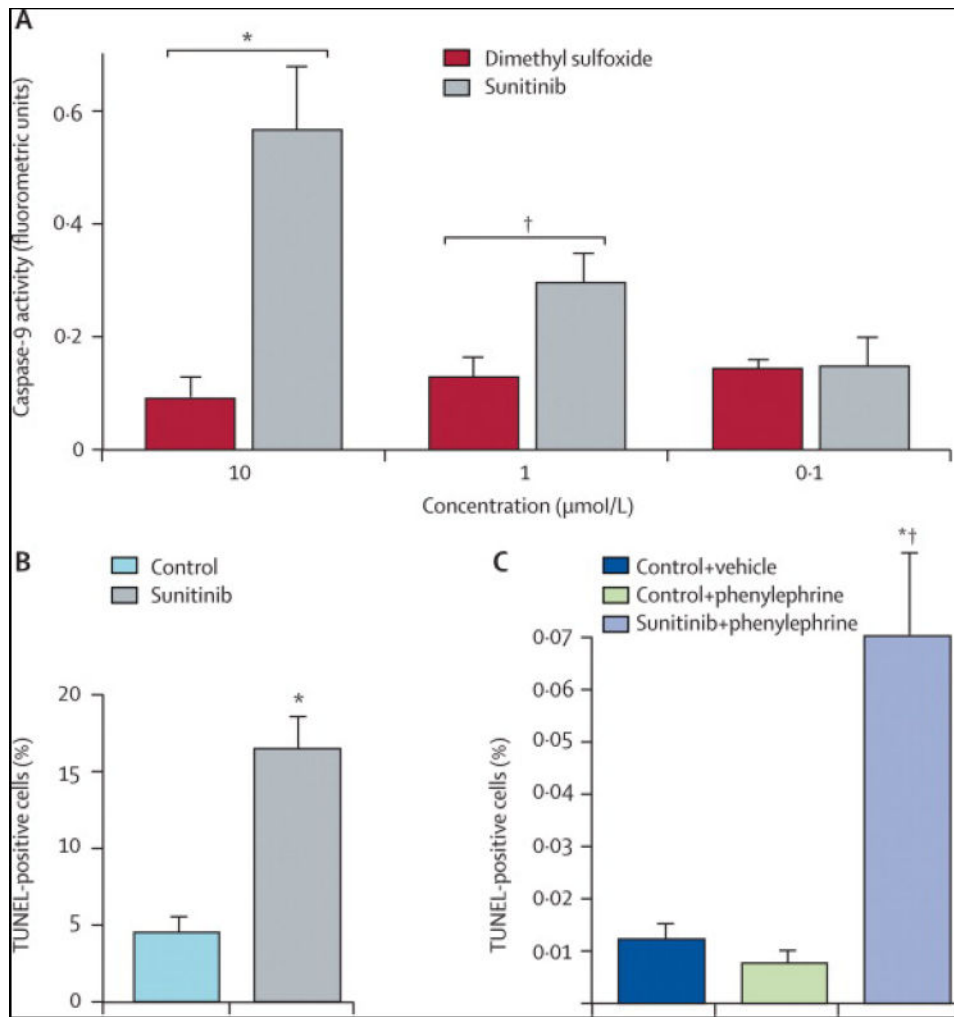 A
*
Dimethyl sulfoxide
Sunitinib
Caspase-9 activity (fluorometric units)
0·6
0·4
†
0·2
0
10
1
0·1
Concentration (μmol/L)
B
Control
Sunitinib
TUNEL-positive cells (%)
20
15
10
5
0
*
C
Control+vehicle
Control+phenylephrine
Sunitinib+phenylephrine
*†
TUNEL-positive cells (%)
0·07
0·06
0·05
0·04
0·03
0·02
0·01